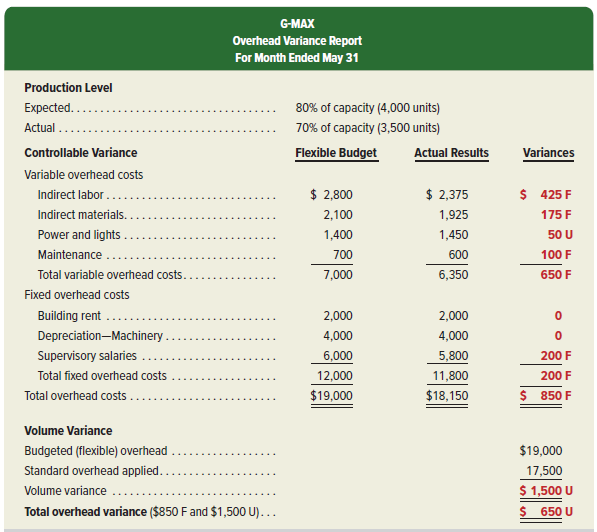 G-MAX
Overhead Variance Report
For Month Ended May 31
Production Level
Expected. . . . . . . . . . . . . . . . . . . . . . . . . . . . . . . . . . 80% of capacity (4,000 units)
Actual . . . . . . . . . . . . . . . . . . . . . . . . . . . . . . . . . . . . 70% of capacity (3,500 units)
Controllable Variance Flexible Budget Actual Results Variances
Variable overhead costs
Indirect labor . . . . . . . . . . . . . . . . . . . . . . . . . . . . $ 2,800 $ 2,375 $ 425 F
Indirect materials. . . . . . . . . . . . . . . . . . . . . . . . . 2,100 1,925 175 F
Power and lights . . . . . . . . . . . . . . . . . . . . . . . . . 1,400 1,450 50 U
Maintenance . . . . . . . . . . . . . . . . . . . . . . . . . . . . 700 600 100 F
Total variable overhead costs. . . . . . . . . . . . . . . 7,000 6,350 650 F
Fixed overhead costs
Building rent . . . . . . . . . . . . . . . . . . . . . . . . . . . . 2,000 2,000 0
Depreciation—Machinery . . . . . . . . . . . . . . . . . . 4,000 4,000 0
Supervisory salaries . . . . . . . . . . . . . . . . . . . . . . 6,000 5,800 200 F
Total fixed overhead costs . . . . . . . . . . . . . . . . . 12,000 11,800 200 F
Total overhead costs . . . . . . . . . . . . . . . . . . . . . . . . $19,000 $18,150 $ 850 F
Volume Variance
Budgeted (flexible) overhead . . . . . . . . . . . . . . . . . $19,000
Standard overhead applied. . . . . . . . . . . . . . . . . . . 17,500
Volume variance . . . . . . . . . . . . . . . . . . . . . . . . . . . $ 1,500 U
Total overhead variance ($850 F and $1,500 U). . . $ 650 U